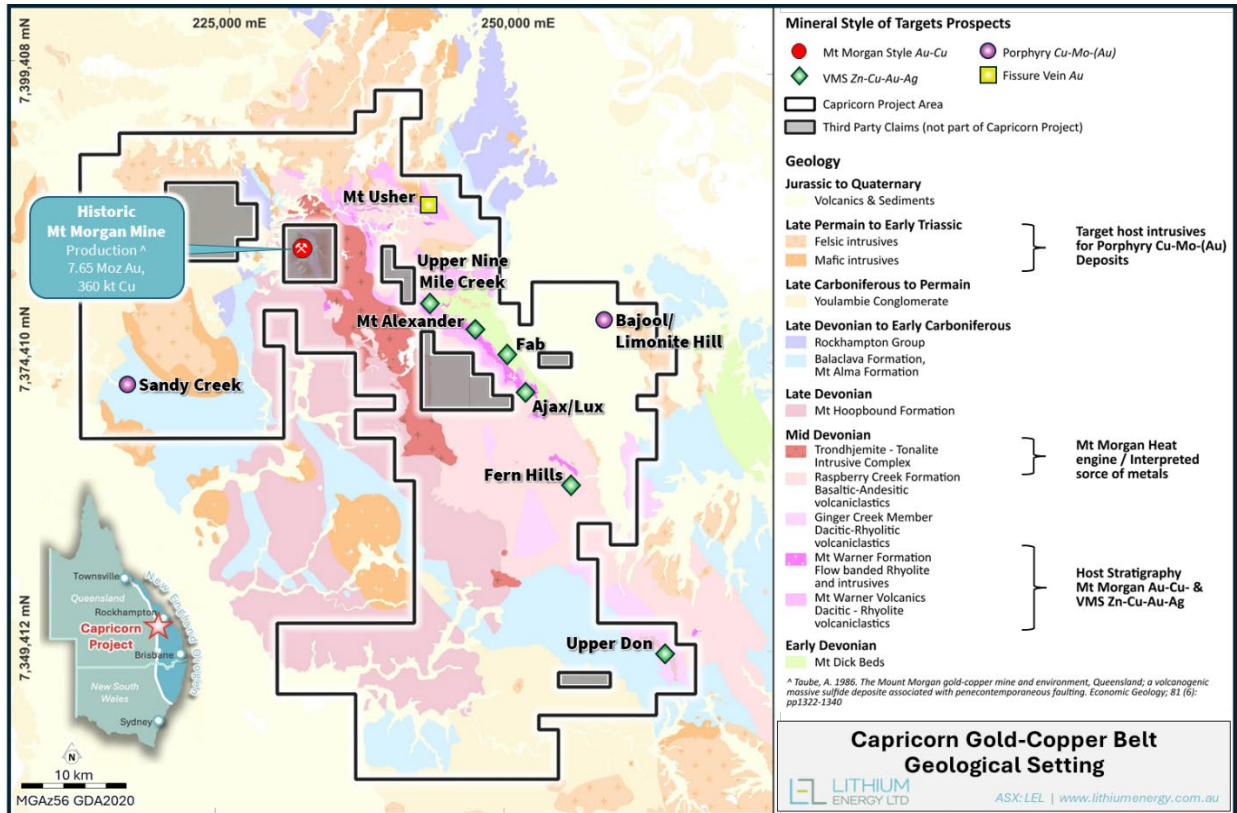 225,000 mE
250,000 mE
7,399,408 mN
7,374,410 mN
7,349,412 mN
Historic
Mt Morgan Mine
Production ^
7.65 Moz Au,
360 kt Cu
Mt Usher
Upper Nine
Mile Creek
Mt Alexander
Fab
Bajool/
Limonite Hill
Sandy Creek
Ajax/Lux
Fern Hills
Upper Don
Townsville
Queensland
Rockhampton
Capricorn
Project
Brisbane
New South
Wales
Sydney
New England Orogen
N
10 km
MGAz56 GDA2020
Mineral Style of Targets Prospects
Mt Morgan Style Au-Cu
Porphyry Cu-Mo-(Au)
VMS Zn-Cu-Au-Ag
Fissure Vein Au
Capricorn Project Area
Third Party Claims (not part of Capricorn Project)
Geology
Jurassic to Quaternary
Volcanics & Sediments
Late Permain to Early Triassic
Felsic intrusives
Mafic intrusives
Target host intrusives
for Porphyry Cu-Mo-(Au)
Deposits
Late Carboniferous to Permain
Youlambie Conglomerate
Late Devonian to Early Carboniferous
Rockhampton Group
Balaclava Formation,
Mt Alma Formation
Late Devonian
Mt Hoopbound Formation
Mid Devonian
Trondhjemite - Tonalite
Intrusive Complex
Raspberry Creek Formation
Basaltic-Andesitic
volcaniclastics
Ginger Creek Member
Dacitic-Rhyolitic
volcaniclastics
Mt Warner Formation
Flow banded Rhyolite
and intrusives
Mt Warner Volcanics
Dacitic - Rhyolite
volcaniclastics
Mt Morgan Heat
engine / Interpreted
sorce of metals
Host Stratigraphy
Mt Morgan Au-Cu- &
VMS Zn-Cu-Au-Ag
Early Devonian
Mt Dick Beds
^ Taube, A. 1986. The Mount Morgan gold-copper mine and environment, Queensland; a volcanogenic
massive sulfide deposit associated with penecontemporaneous faulting. Economic Geology; 81 (6):
pp1322-1340
Capricorn Gold-Copper Belt
Geological Setting
LITHIUM
ENERGY LTD
ASX: LEL | www.lithiumenergy.com.au